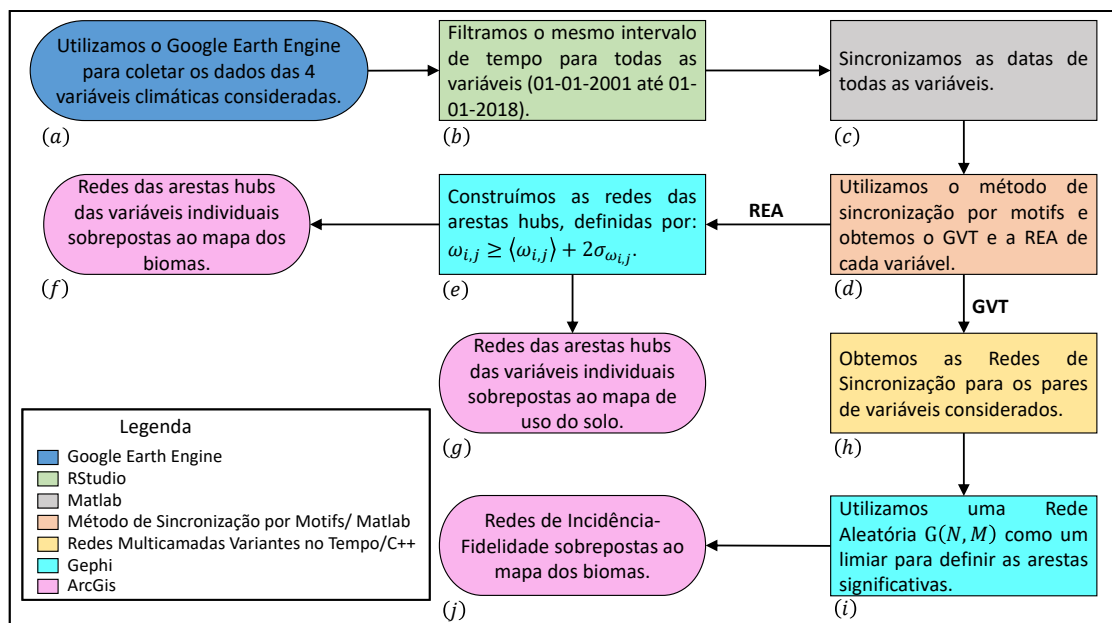 Utilizamos o Google Earth Engine
para coletar os dados das 4
variáveis climáticas consideradas.
(a)
Filtramos o mesmo intervalo
de tempo para todas as
variáveis (01-01-2001 até 01-
01-2018).
(b)
Sincronizamos as datas de
todas as variáveis.
(c)
Redes das arestas hubs
das variáveis individuais
sobrepostas ao mapa dos
biomas.
(f)
Construímos as redes das
arestas hubs, definidas por:
ω_{i,j} ≥ ⟨ω_{i,j}⟩ + 2σ_{ω_{i,j}}.
(e)
REA
Utilizamos o método de
sincronização por motifs e
obtemos o GVT e a REA de
cada variável.
(d)
GVT
Redes das arestas hubs
das variáveis individuais
sobrepostas ao mapa de
uso do solo.
(g)
Obtemos as Redes de
Sincronização para os pares
de variáveis considerados.
(h)
Legenda
Google Earth Engine
RStudio
Matlab
Método de Sincronização por Motifs/ Matlab
Redes Multicamadas Variantes no Tempo/C++
Gephi
ArcGis
Redes de Incidência-
Fidelidade sobrepostas ao
mapa dos biomas.
(j)
Utilizamos uma Rede
Aleatória G(N, M) como um
limiar para definir as arestas
significativas.
(i)